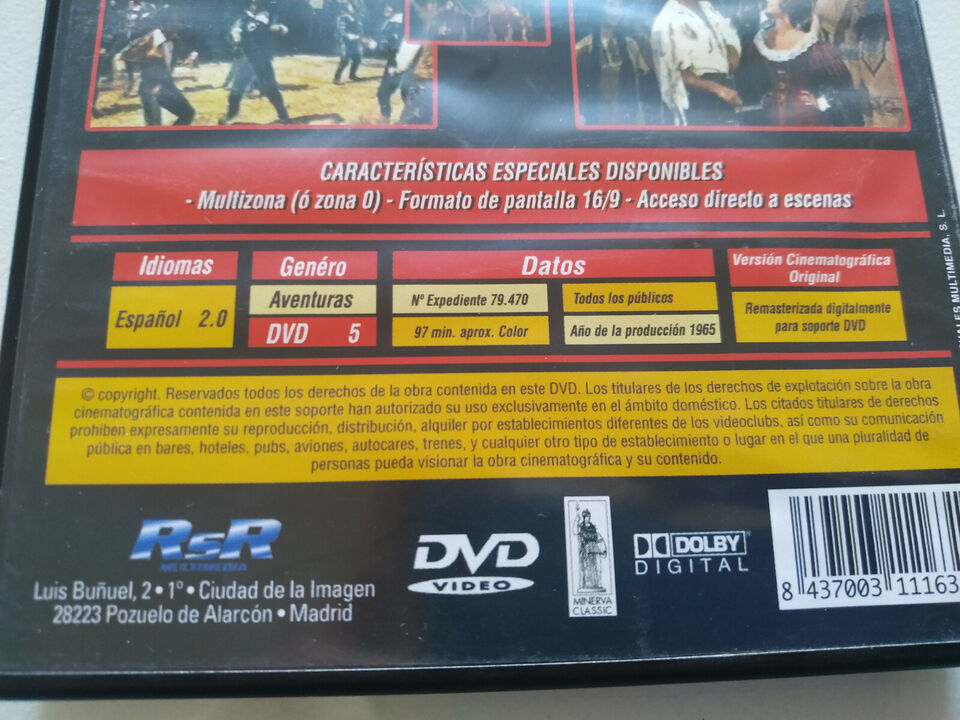 CARACTERÍSTICAS ESPECIALES DISPONIBLES
- Multizona (ó zona 0) - Formato de pantalla 16/9 - Acceso directo a escenas
Idiomas
Español 2.0
Genéro
Aventuras
DVD 5
Datos
Nº Expediente 79.470
Todos los públicos
97 min. aprox. Color
Año de la producción 1965
Versión Cinematográfica
Original
Remasterizada digitalmente
para soporte DVD
MULTIMEDIA, S. L.
© copyright. Reservados todos los derechos de la obra contenida en este DVD. Los titulares de los derechos de explotación sobre la obra
cinematográfica contenida en este soporte han autorizado su uso exclusivamente en el ámbito doméstico. Los citados titulares de derechos
prohiben expresamente su reproducción, distribución, alquiler por establecimientos diferentes de los videoclubs, así como su comunicación
pública en bares, hoteles, pubs, aviones, autocares, trenes, y cualquier otro tipo de establecimiento o lugar en el que una pluralidad de
personas pueda visionar la obra cinematográfica y su contenido.
RSR
MULTIMEDIA
Luis Buñuel, 2 • 1º • Ciudad de la Imagen
28223 Pozuelo de Alarcón • Madrid
DVD
VIDEO
MINERVA
CLASSIC
DOLBY
DIGITAL
8 437003 11163